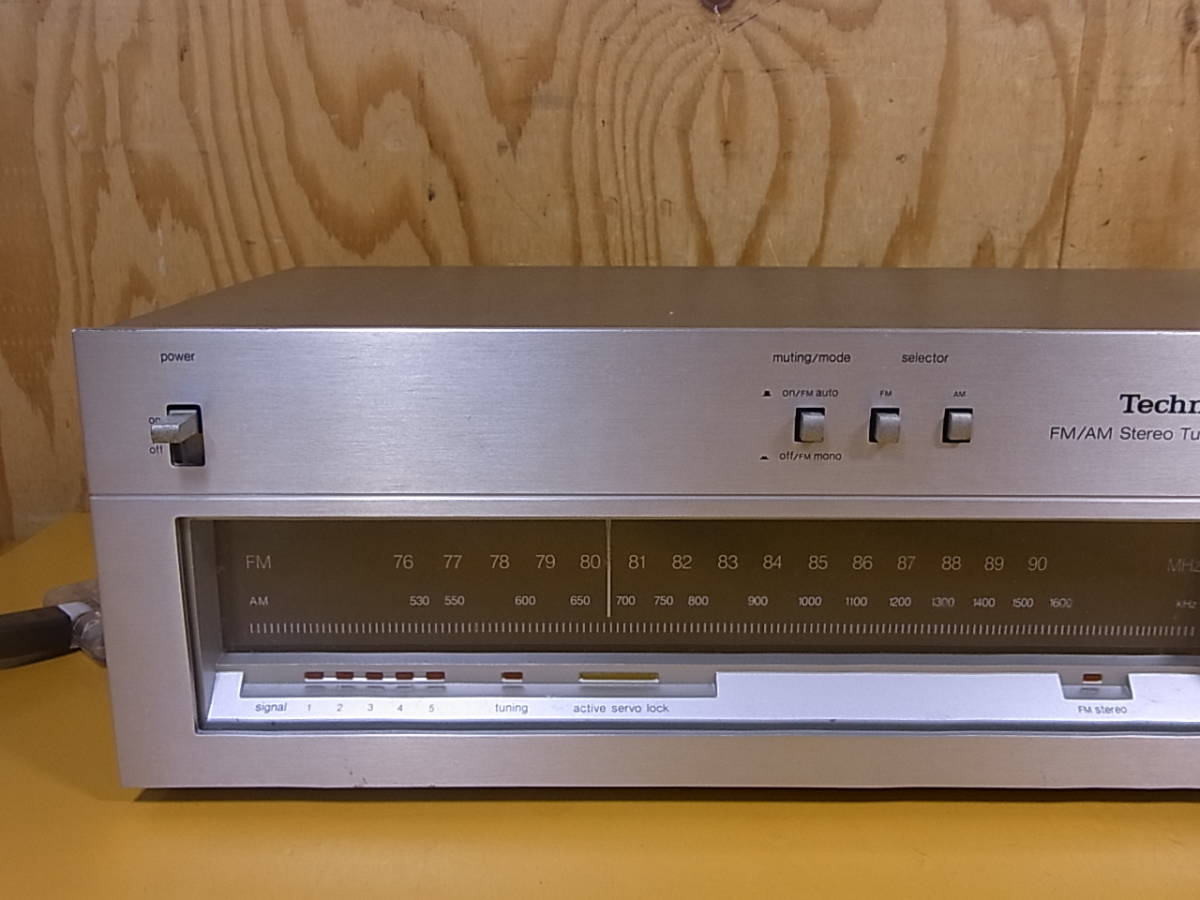 power
on
off
muting/mode selector
on/FM auto FM AM
off/FM mono
Techn
FM/AM Stereo Tu
FM 76 77 78 79 80 81 82 83 84 85 86 87 88 89 90 MHz
AM 530 550 600 650 700 750 800 900 1000 1100 1200 1300 1400 1500 1600 kHz
signal 1 2 3 4 5 tuning active servo lock FM stereo